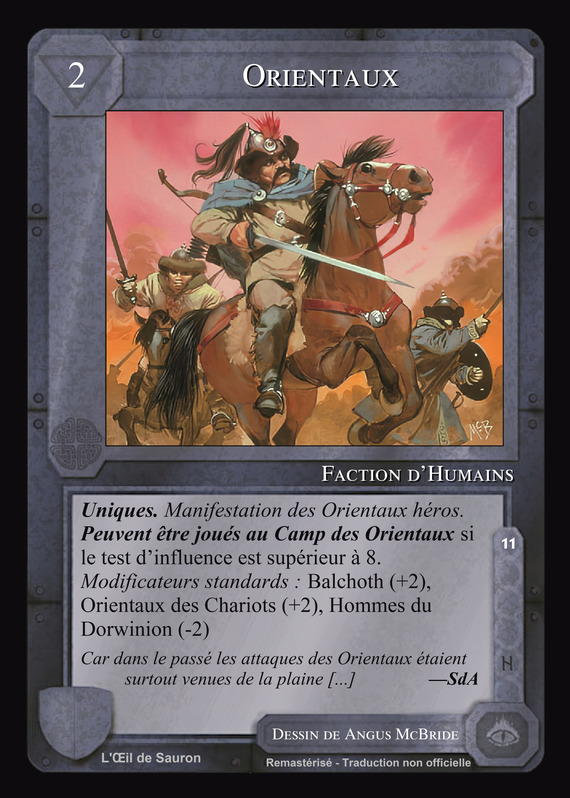 2
ORIENTAUX
McB
FACTION D'HUMAINS
Uniques. Manifestation des Orientaux héros.
Peuvent être joués au Camp des Orientaux si
le test d'influence est supérieur à 8.
Modificateurs standards : Balchoth (+2),
Orientaux des Chariots (+2), Hommes du
Dorwinion (-2)
Car dans le passé les attaques des Orientaux étaient
surtout venues de la plaine [...] —SdA
11
DESSIN DE ANGUS MCBRIDE
L'Œil de Sauron
Remastérisé - Traduction non officielle